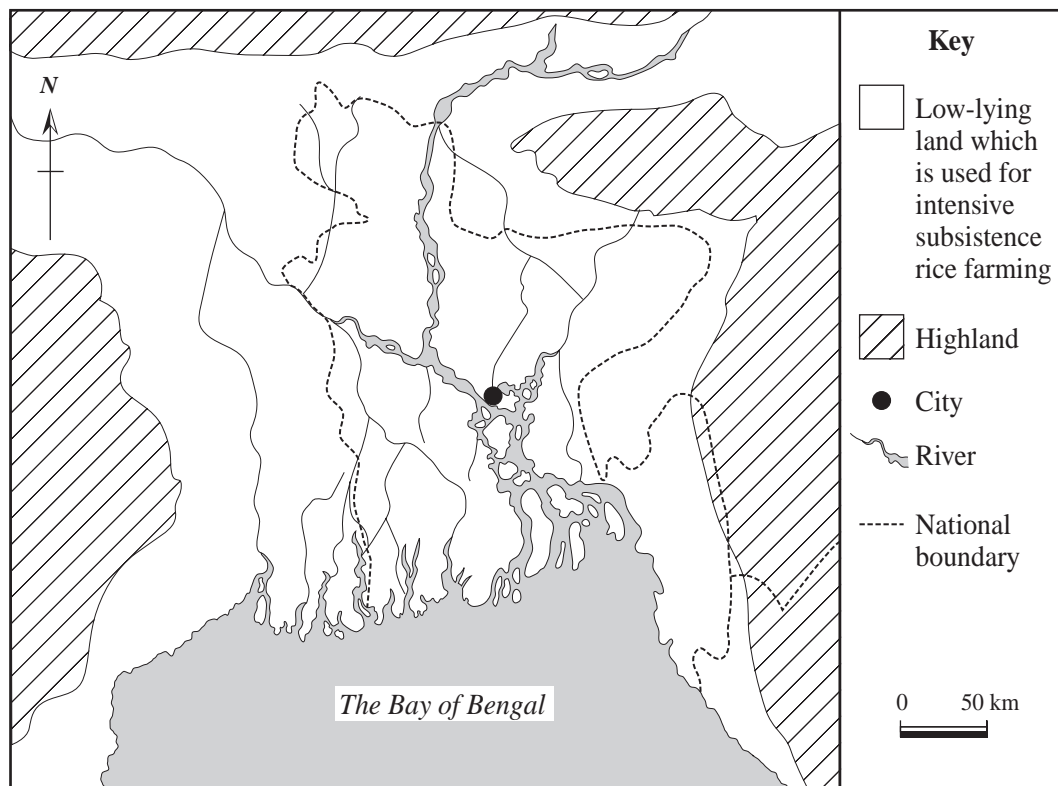 N
The Bay of Bengal
Key
Low-lying
land which
is used for
intensive
subsistence
rice farming
Highland
City
River
National
boundary
0 50 km